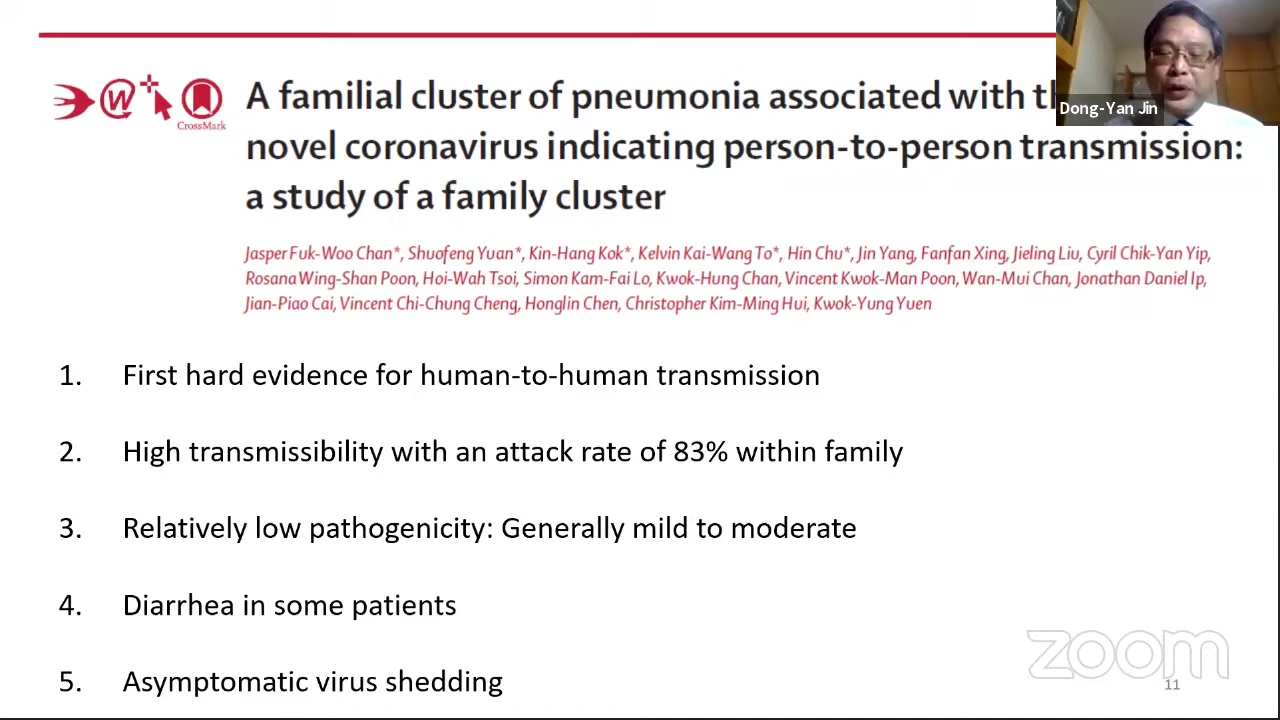 A familial cluster of pneumonia associated with
novel coronavirus indicating person-to-person transmission:
a study of a family cluster
CrossMark
Dong-Yan Jin
Jasper Fuk-Woo Chan*, Shuofeng Yuan*, Kin-Hang Kok*, Kelvin Kai-Wang To*, Hin Chu*, Jin Yang, Fanfan Xing, Jieling Liu, Cyril Chik-Yan Yip,
Rosana Wing-Shan Poon, Hoi-Wah Tsoi, Simon Kam-Fai Lo, Kwok-Hung Chan, Vincent Kwok-Man Poon, Wan-Mui Chan, Jonathan Daniel Ip,
Jian-Piao Cai, Vincent Chi-Chung Cheng, Honglin Chen, Christopher Kim-Ming Hui, Kwok-Yung Yuen
1. First hard evidence for human-to-human transmission
2. High transmissibility with an attack rate of 83% within family
3. Relatively low pathogenicity: Generally mild to moderate
4. Diarrhea in some patients
5. Asymptomatic virus shedding
zoom
11